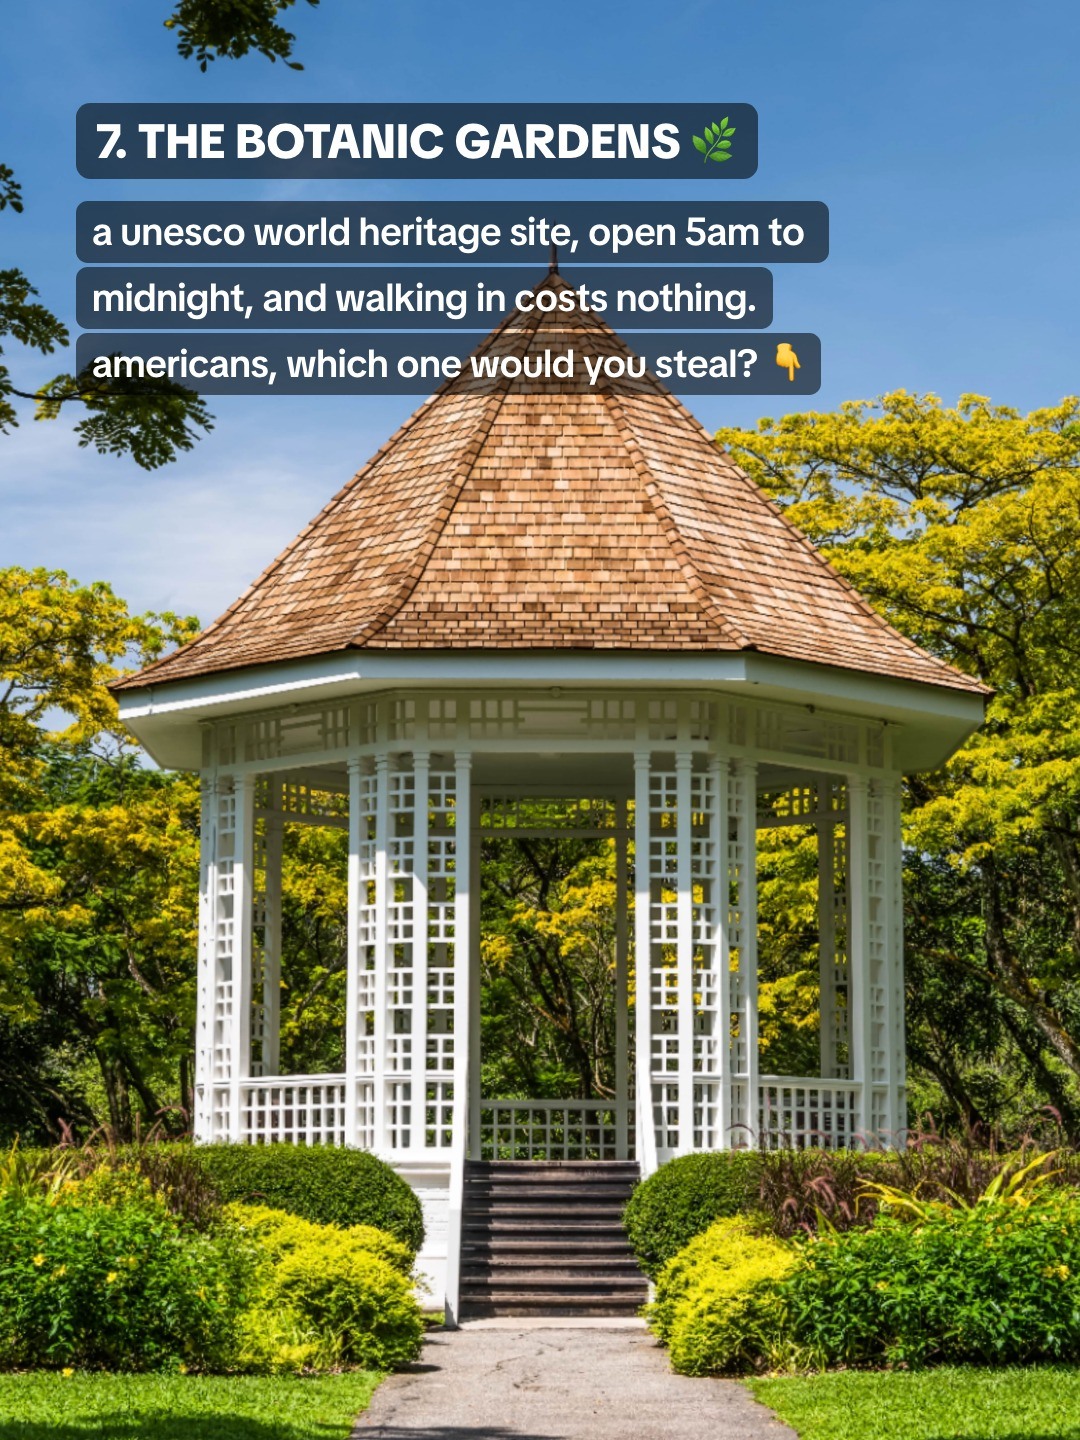 7. THE BOTANIC GARDENS 🌿
a unesco world heritage site, open 5am to
midnight, and walking in costs nothing.
americans, which one would you steal? 👇